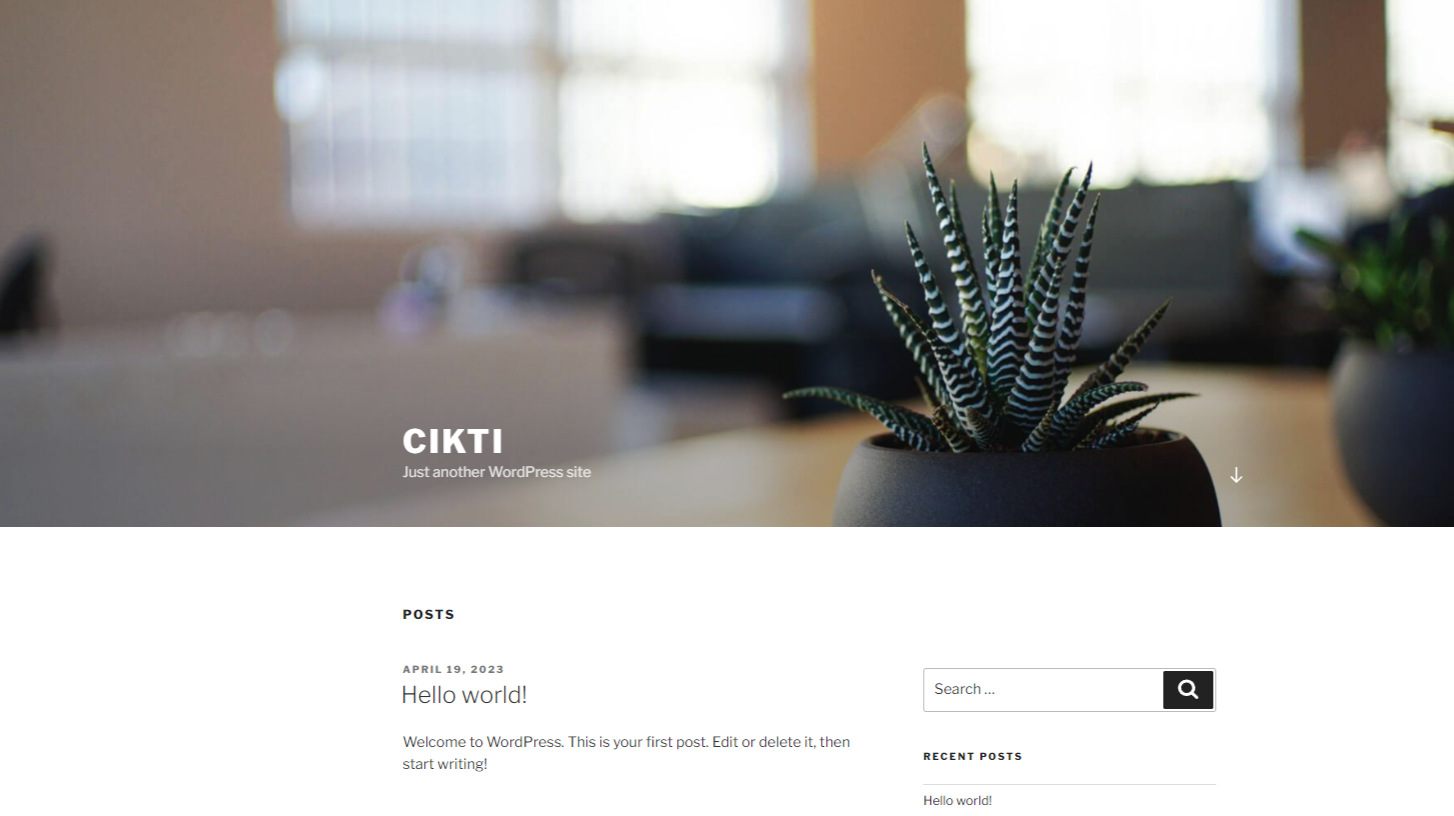 CIKTI
Just another WordPress site
POSTS
APRIL 19, 2023
Hello world!
Welcome to WordPress. This is your first post. Edit or delete it, then
start writing!
Search …
RECENT POSTS
Hello world!